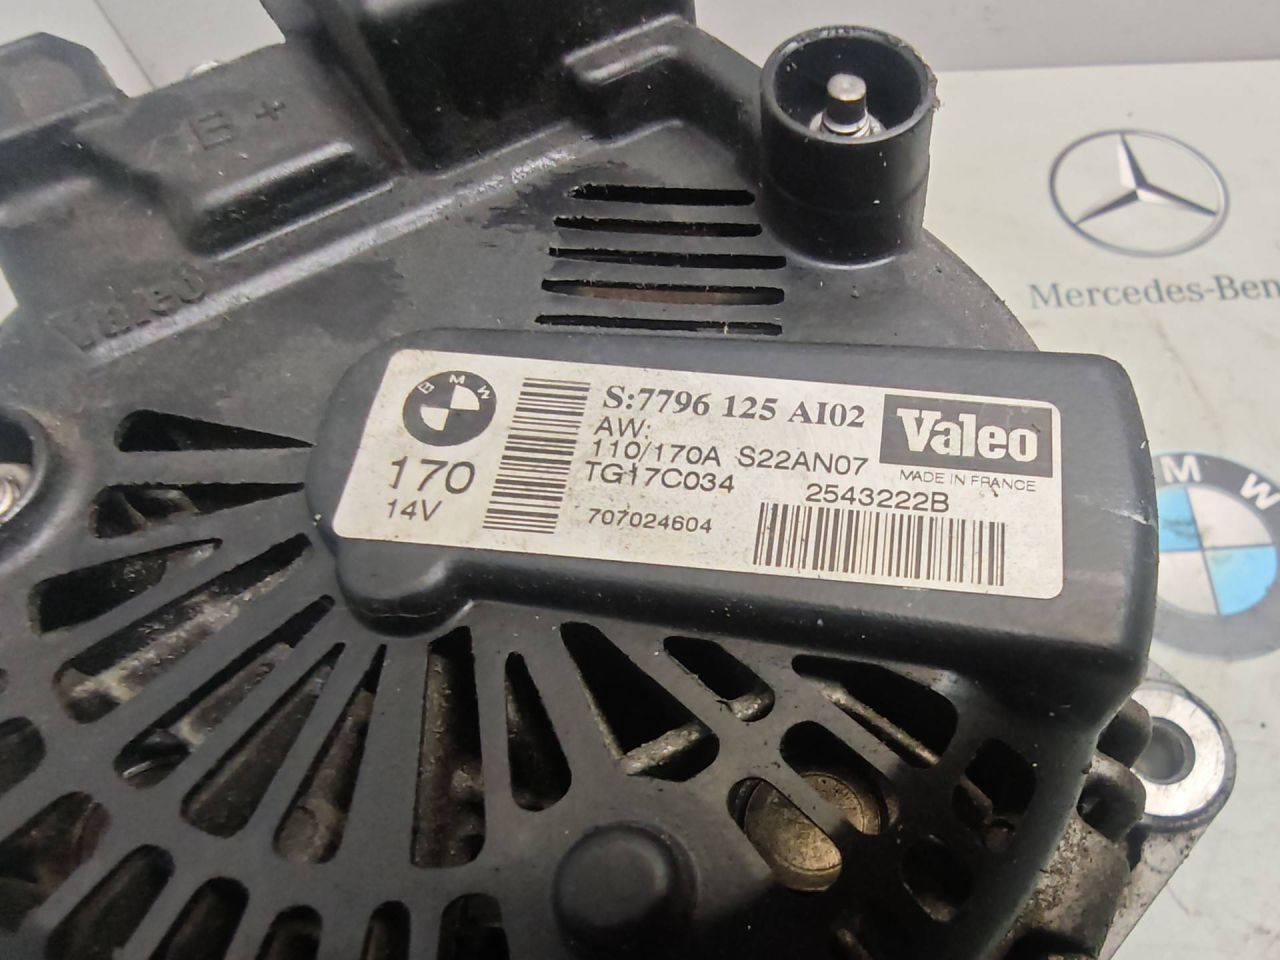 B+
Valeo
BMW
170
14V
S:7796 125 AI02
AW:
110/170A S22AN07
TG17C034
707024604
Valeo
MADE IN FRANCE
2543222B
Mercedes-Ben
M W